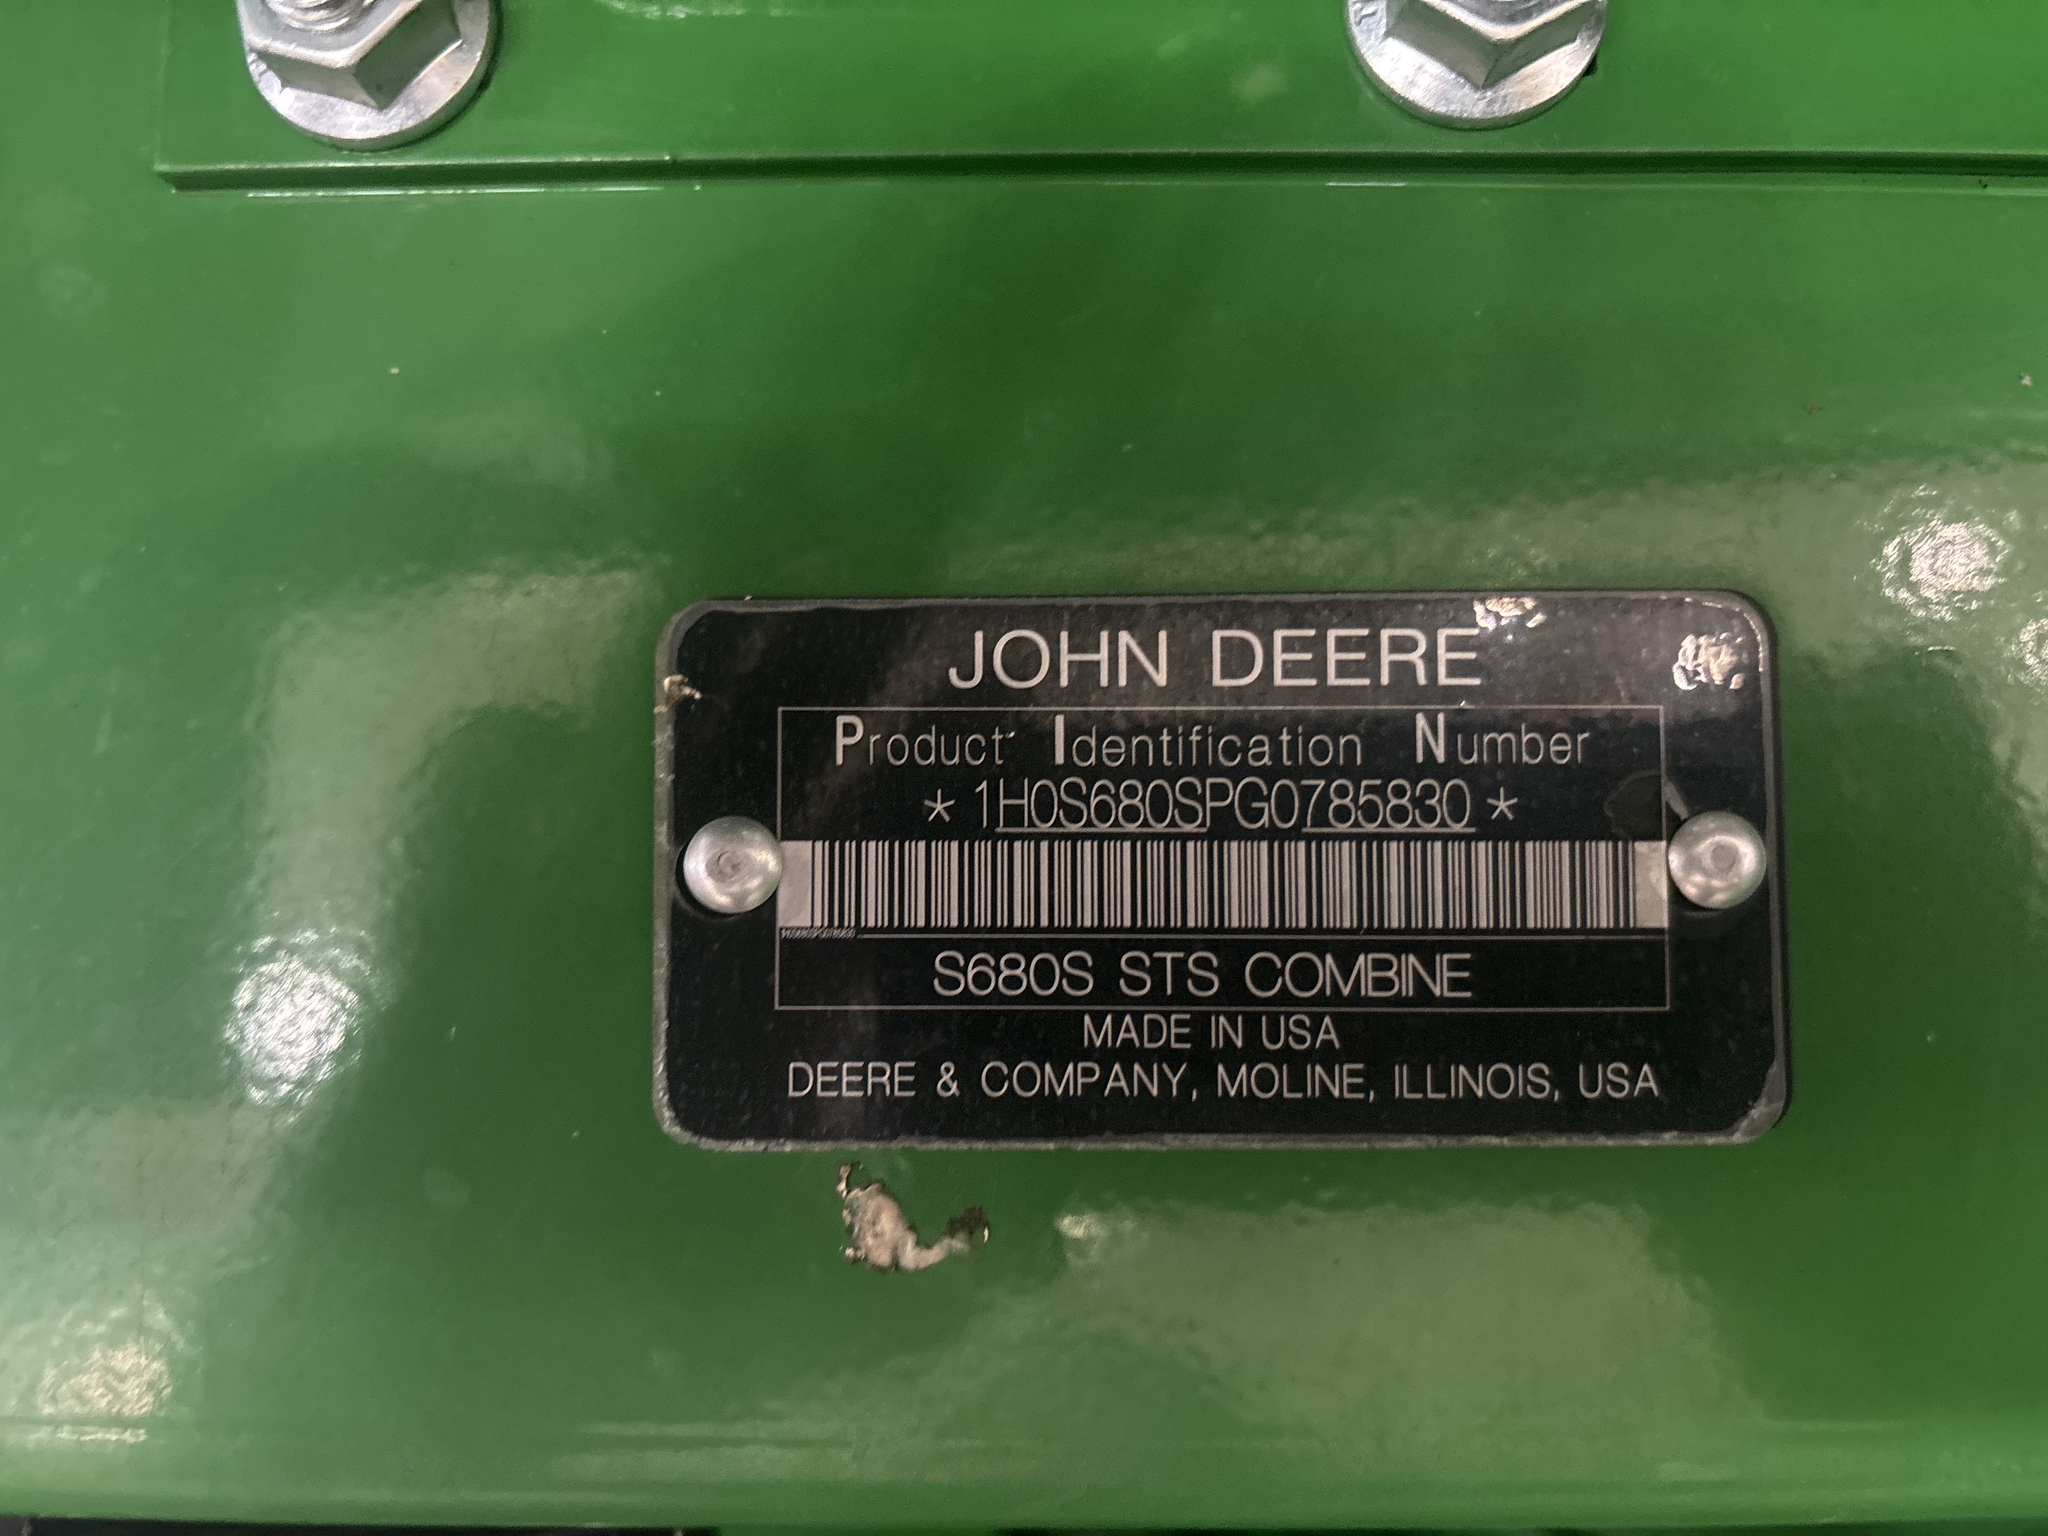 JOHN DEERE
Product Identification Number
* 1H0S680SPG0785830 *
S680S STS COMBINE
MADE IN USA
DEERE & COMPANY, MOLINE, ILLINOIS, USA